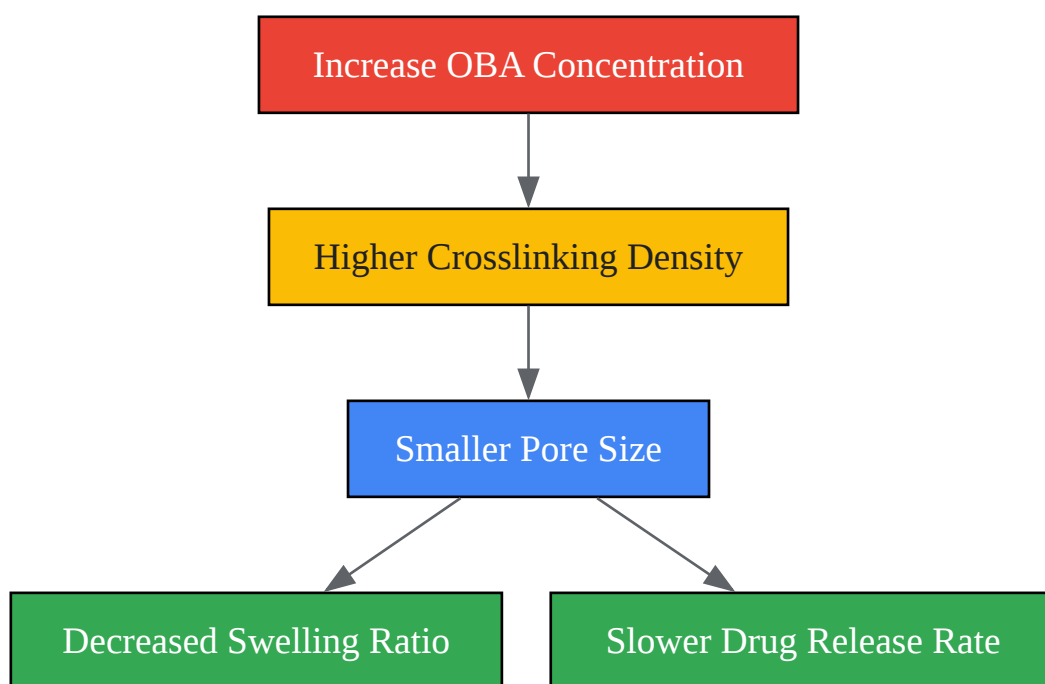 Increase OBA Concentration
Higher Crosslinking Density
Smaller Pore Size
Decreased Swelling Ratio
Slower Drug Release Rate